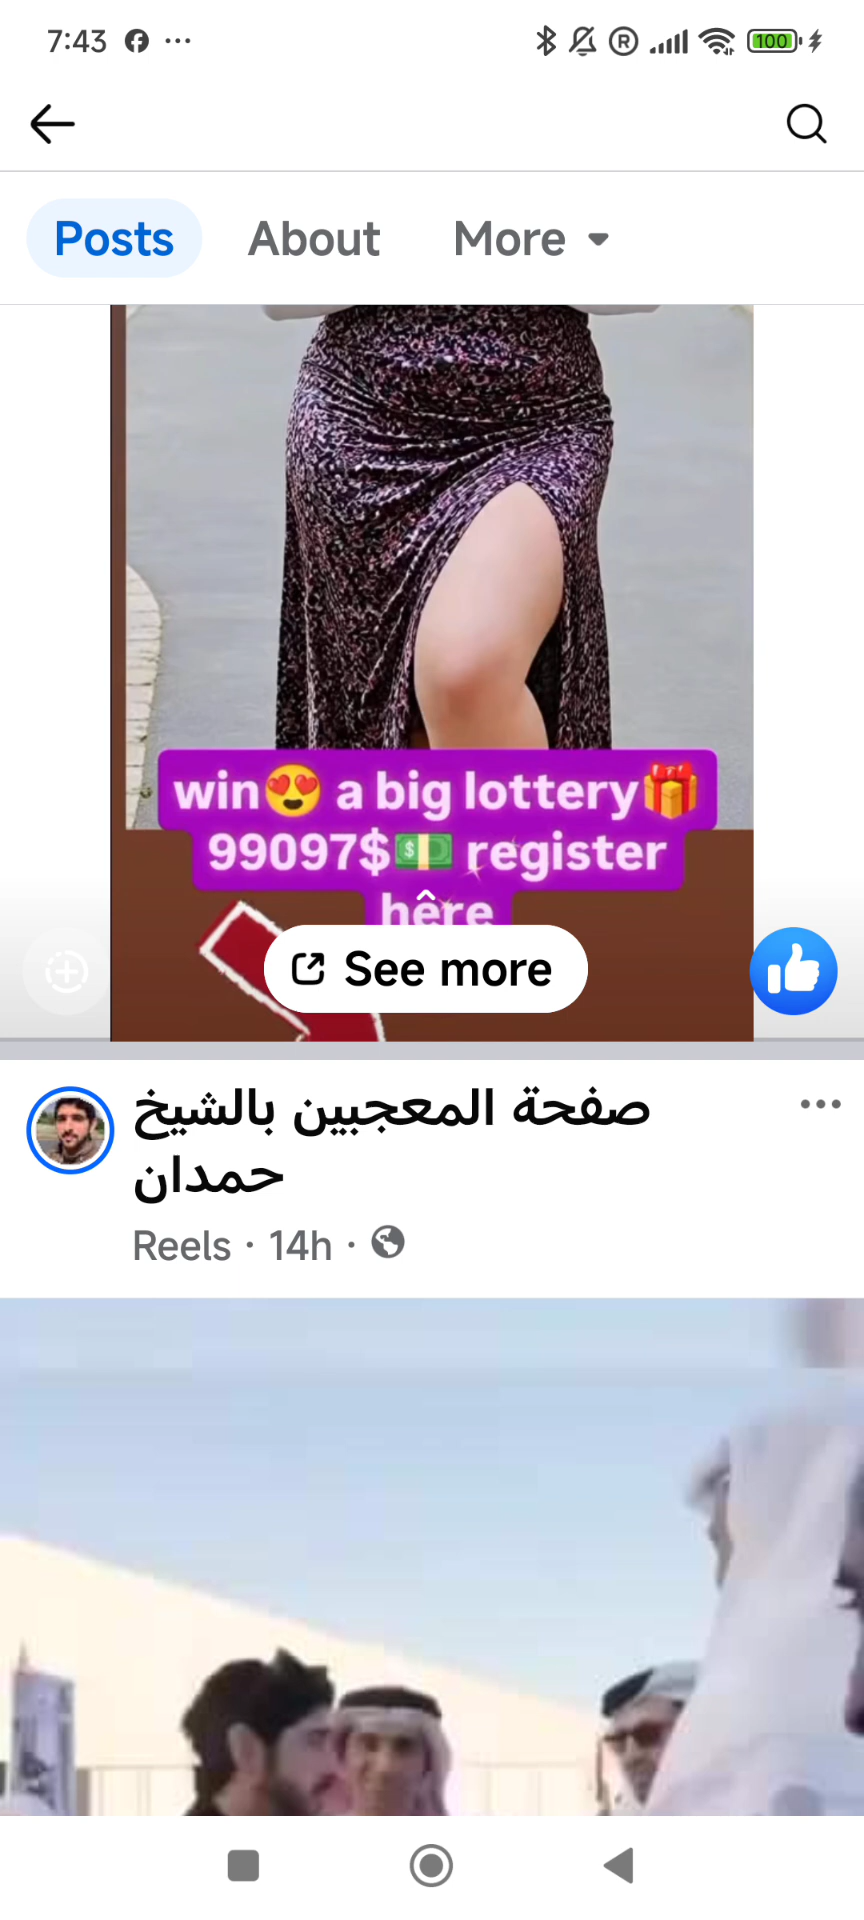 7:43
100
Posts
About
More
win😍 a big lottery🎁
99097$💵 register
here
See more
صفحة المعجبين بالشيخ
حمدان
Reels · 14h ·